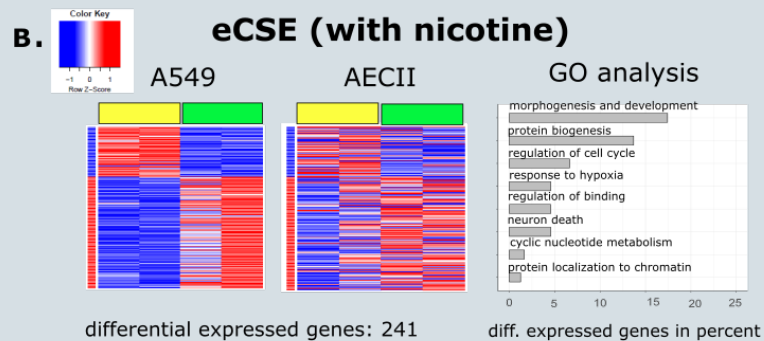 B.
Color Key
-1 0 1
Row Z-Score
eCSE (with nicotine)
A549
AECII
GO analysis
morphogenesis and development
protein biogenesis
regulation of cell cycle
response to hypoxia
regulation of binding
neuron death
cyclic nucleotide metabolism
protein localization to chromatin
0 5 10 15 20 25
differential expressed genes: 241
diff. expressed genes in percent